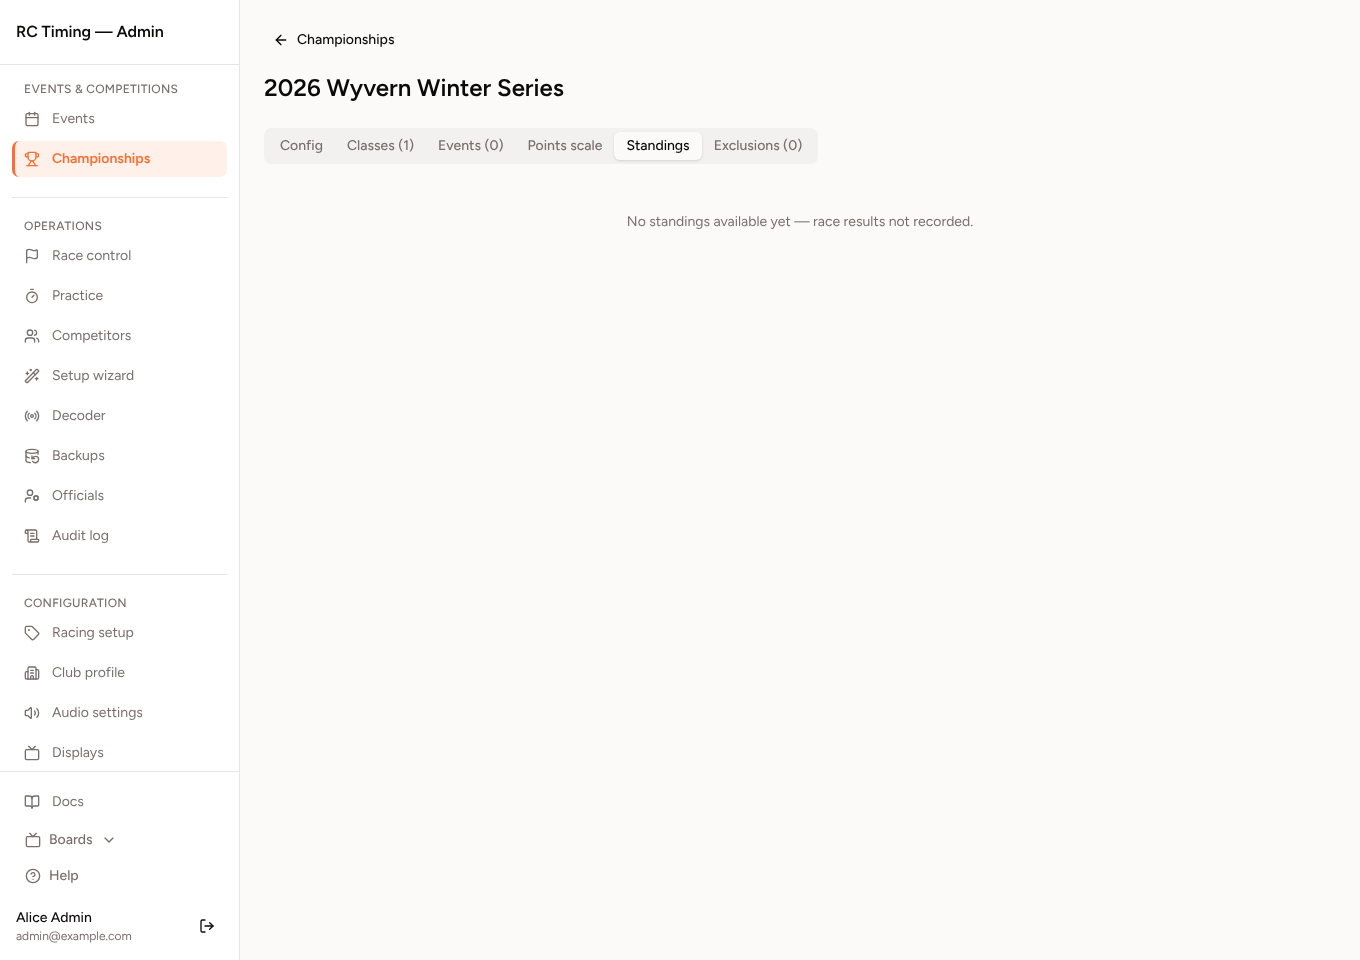 RC Timing — Admin
EVENTS & COMPETITIONS
Events
Championships
OPERATIONS
Race control
Practice
Competitors
Setup wizard
Decoder
Backups
Officials
Audit log
CONFIGURATION
Racing setup
Club profile
Audio settings
Displays
Docs
Boards
Help
Alice Admin
admin@example.com
Championships
2026 Wyvern Winter Series
Config Classes (1) Events (0) Points scale Standings Exclusions (0)
No standings available yet — race results not recorded.